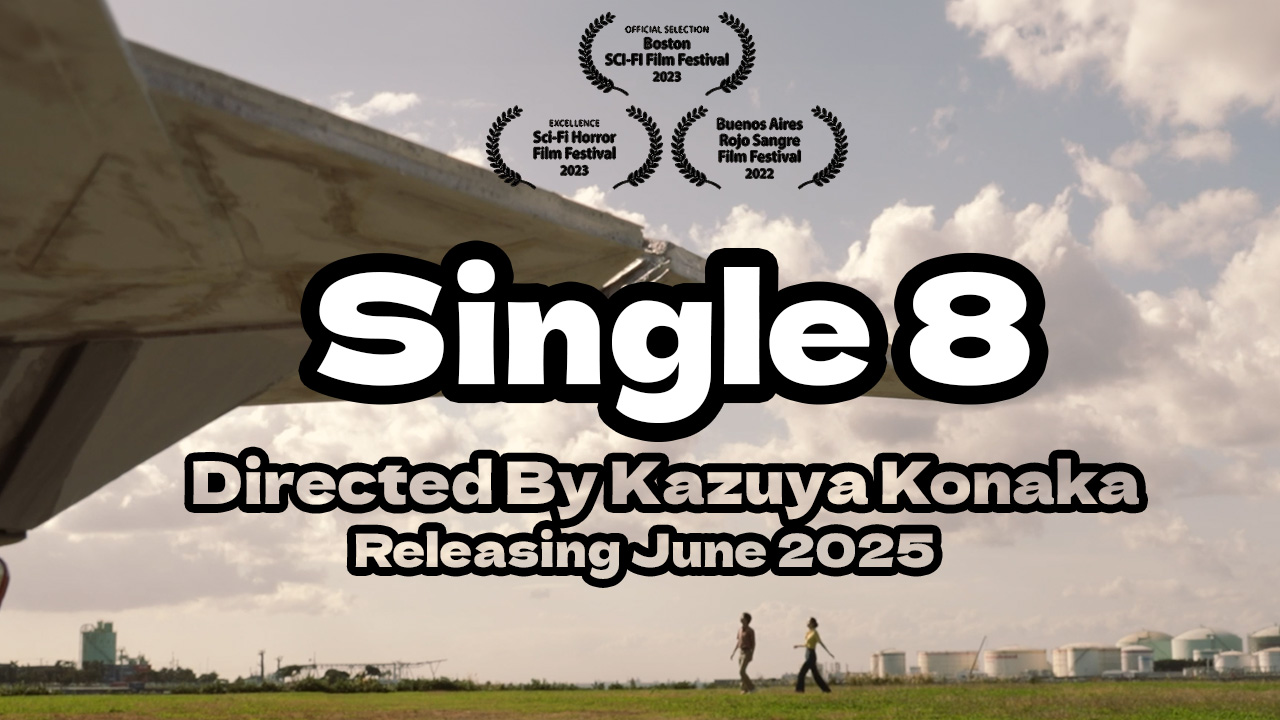 OFFICIAL SELECTION
Boston
SCI-FI Film Festival
2023
EXCELLENCE
Sci-Fi Horror
Film Festival
2023
Buenos Aires
Rojo Sangre
Film Festival
2022
Single 8
Directed By Kazuya Konaka
Releasing June 2025